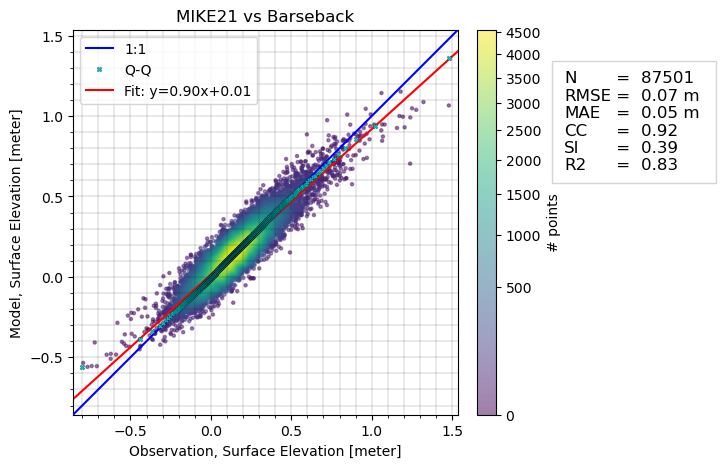 MIKE21 vs Barseback
1:1
Q-Q
Fit: y=0.90x+0.01
1.5
1.0
0.5
0.0
−0.5
Model, Surface Elevation [meter]
−0.5
0.0
0.5
1.0
1.5
Observation, Surface Elevation [meter]
4500
4000
3500
3000
2500
2000
1500
1000
500
0
# points
N = 87501
RMSE = 0.07 m
MAE = 0.05 m
CC = 0.92
SI = 0.39
R2 = 0.83